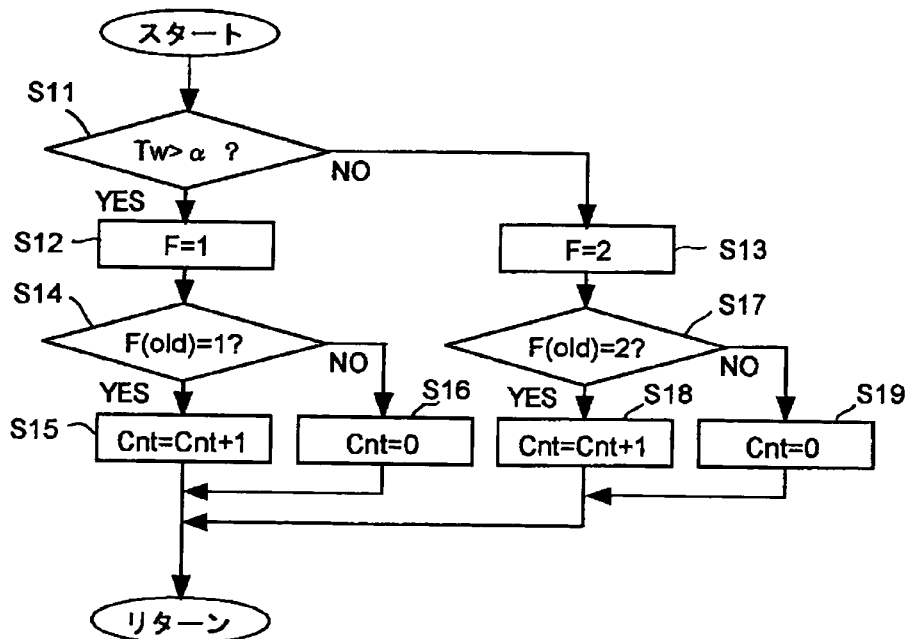 スタート
S11
Tw>α ?
NO
YES
S12
F=1
F=2
S13
S14
S17
F(old)=1?
NO
F(old)=2?
NO
YES
S16
YES
S18
S19
S15
Cnt=Cnt+1
Cnt=0
Cnt=Cnt+1
Cnt=0
リターン